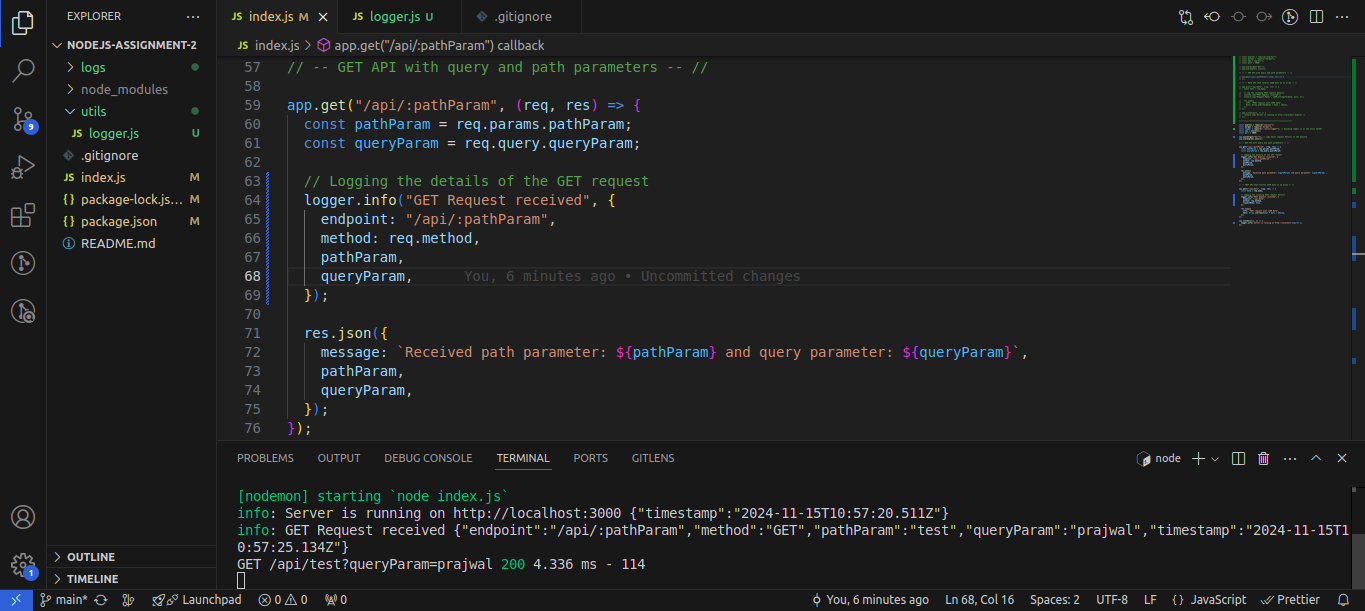 EXPLORER ...
NODEJS-ASSIGNMENT-2
logs
node_modules
utils
JS logger.js U
.gitignore
JS index.js M
{} package-lock.js... M
{} package.json M
README.md
OUTLINE
TIMELINE
9
1
JS index.js M
JS logger.js U
.gitignore
JS index.js > app.get("/api/:pathParam") callback
57 // -- GET API with query and path parameters -- //
58
59 app.get("/api/:pathParam", (req, res) => {
60 const pathParam = req.params.pathParam;
61 const queryParam = req.query.queryParam;
62
63 // Logging the details of the GET request
64 logger.info("GET Request received", {
65 endpoint: "/api/:pathParam",
66 method: req.method,
67 pathParam,
68 queryParam, You, 6 minutes ago • Uncommitted changes
69 });
70
71 res.json({
72 message: `Received path parameter: ${pathParam} and query parameter: ${queryParam}`,
73 pathParam,
74 queryParam,
75 });
76 });
PROBLEMS OUTPUT DEBUG CONSOLE TERMINAL PORTS GITLENS
node
[nodemon] starting `node index.js`
info: Server is running on http://localhost:3000 {"timestamp":"2024-11-15T10:57:20.511Z"}
info: GET Request received {"endpoint":"/api/:pathParam","method":"GET","pathParam":"test","queryParam":"prajwal","timestamp":"2024-11-15T1
0:57:25.134Z"}
GET /api/test?queryParam=prajwal 200 4.336 ms - 114
main* Launchpad 0 0 0 You, 6 minutes ago Ln 68, Col 16 Spaces: 2 UTF-8 LF {} JavaScript Prettier